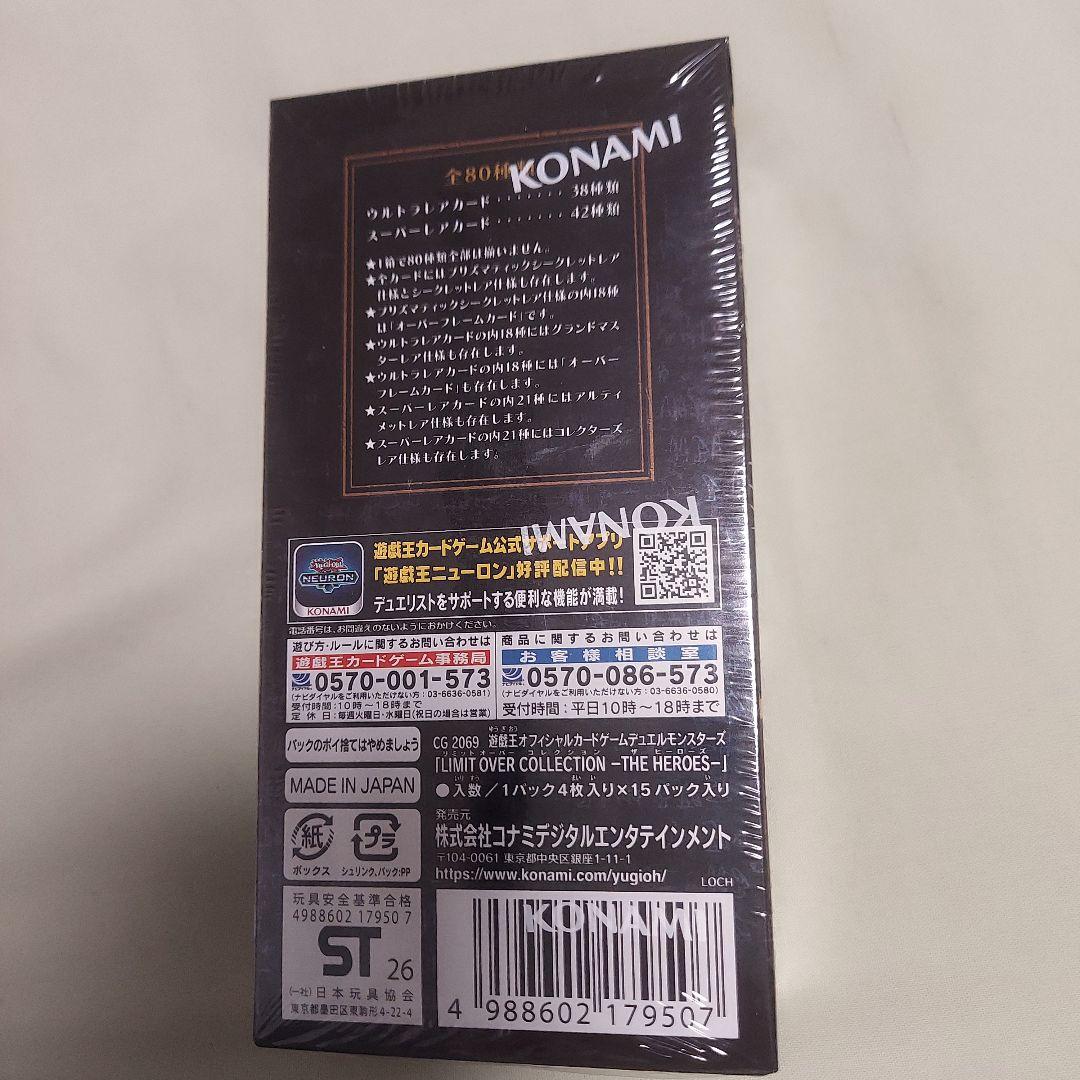 KONAMI
全80種類
ウルトラレアカード ‥‥‥‥ 38種類
スーパーレアカード ‥‥‥‥ 42種類
★1箱で80種類全部は揃いません。
★全カードにはプリズマティックシークレットレア
仕様とシークレットレア仕様も存在します。
★プリズマティックシークレットレア仕様の内18種
は「オーバーフレームカード」です。
★ウルトラレアカードの内18種にはグランドマス
ターレア仕様も存在します。
★ウルトラレアカードの内18種には「オーバー
フレームカード」も存在します。
★スーパーレアカードの内21種にはアルティ
メットレア仕様も存在します。
★スーパーレアカードの内21種にはコレクターズ
レア仕様も存在します。
KONAMI
Yu-Gi-Oh!
NEURON
KONAMI
遊戯王カードゲーム公式サポートアプリ
「遊戯王ニューロン」好評配信中!!
デュエリストをサポートする便利な機能が満載!
電話番号は、お間違えのないようにおかけください。
遊び方・ルールに関するお問い合わせは
遊戯王カードゲーム事務局
0570-001-573
(ナビダイヤルをご利用いただけない方:03-6636-0581)
受付時間:10時～18時まで
定休日:毎週火曜日・水曜日(祝日の場合は営業)
商品に関するお問い合わせは
お客様相談室
0570-086-573
(ナビダイヤルをご利用いただけない方:03-6636-0580)
受付時間:平日10時～18時まで
パックのポイ捨てはやめましょう
MADE IN JAPAN
紙
ボックス
プラ
シュリンク、パック:PP
CG 2069 遊戯王オフィシャルカードゲームデュエルモンスターズ
「LIMIT OVER COLLECTION –THE HEROES–」
●入数/1パック4枚入り×15パック入り
発売元
株式会社コナミデジタルエンタテインメント
〒104-0061 東京都中央区銀座1-11-1
https://www.konami.com/yugioh/
LOCH
玩具安全基準合格
4988602 17950 7
ST 26
(一社)日本玩具協会
東京都墨田区東駒形4-22-4
KONAMI
4 988602 179507